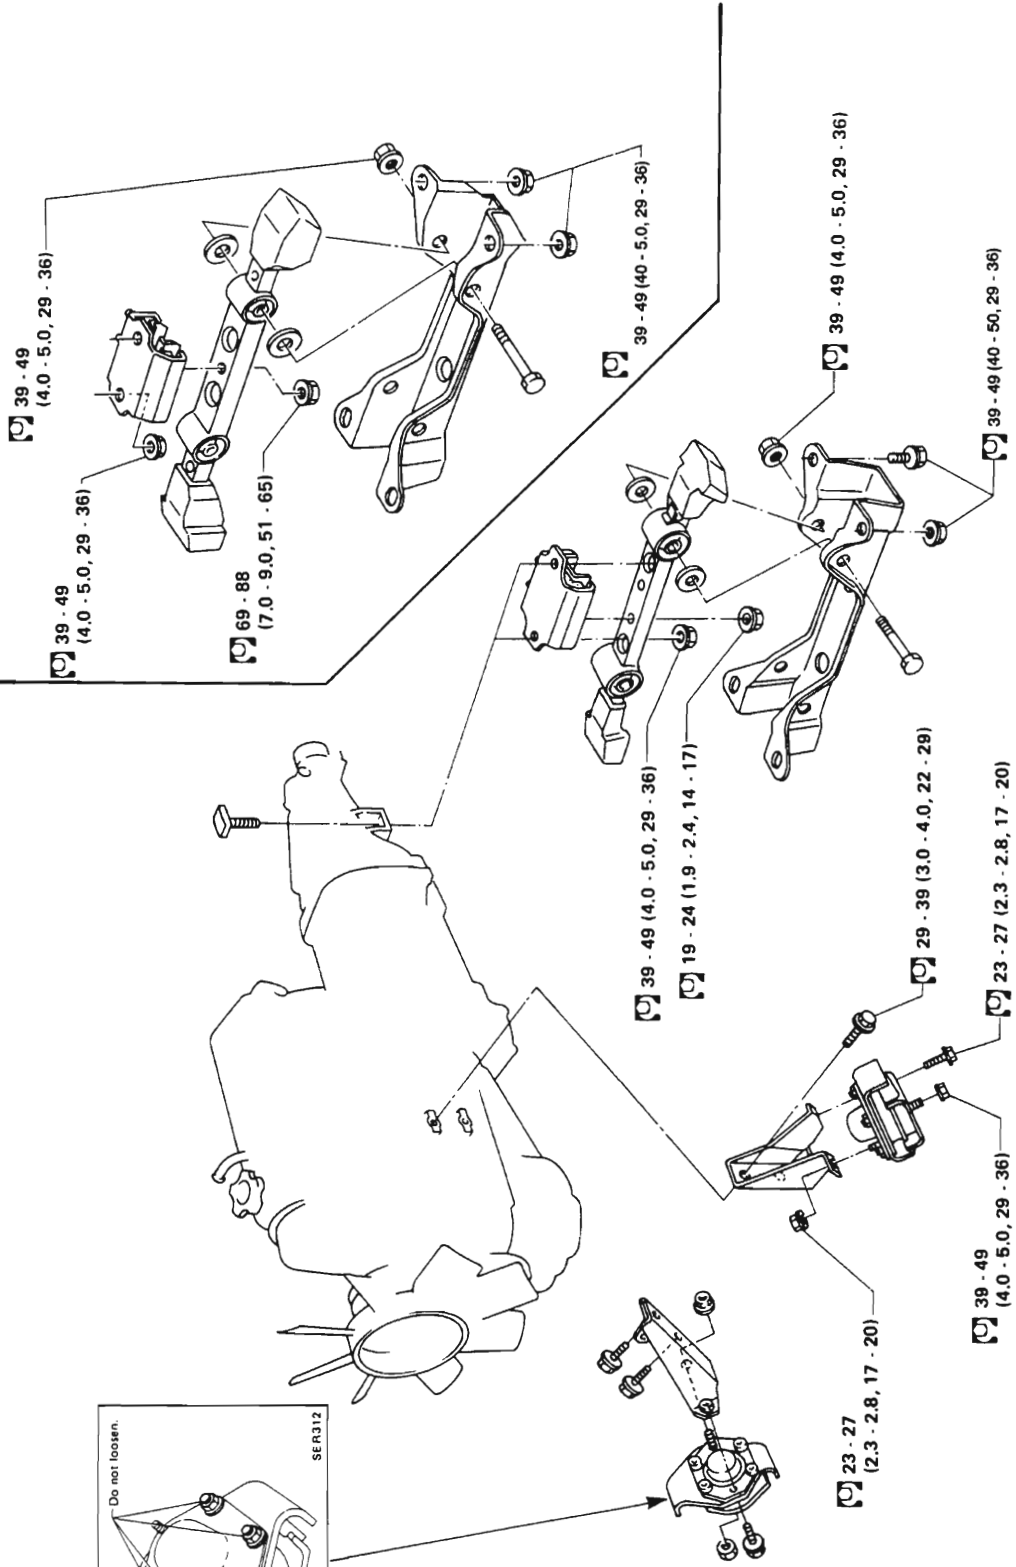 39 - 49
(4.0 - 5.0, 29 - 36)
39 - 49
(4.0 - 5.0, 29 - 36)
69 - 88
(7.0 - 9.0, 51 - 65)
39 - 49 (40 - 5.0, 29 - 36)
39 - 49 (4.0 - 5.0, 29 - 36)
39 - 49 (40 - 50, 29 - 36)
39 - 49 (4.0 - 5.0, 29 - 36)
19 - 24 (1.9 - 2.4, 14 - 17)
29 - 39 (3.0 - 4.0, 22 - 29)
23 - 27 (2.3 - 2.8, 17 - 20)
39 - 49
(4.0 - 5.0, 29 - 36)
23 - 27
(2.3 - 2.8, 17 - 20)
Do not loosen.
SER312